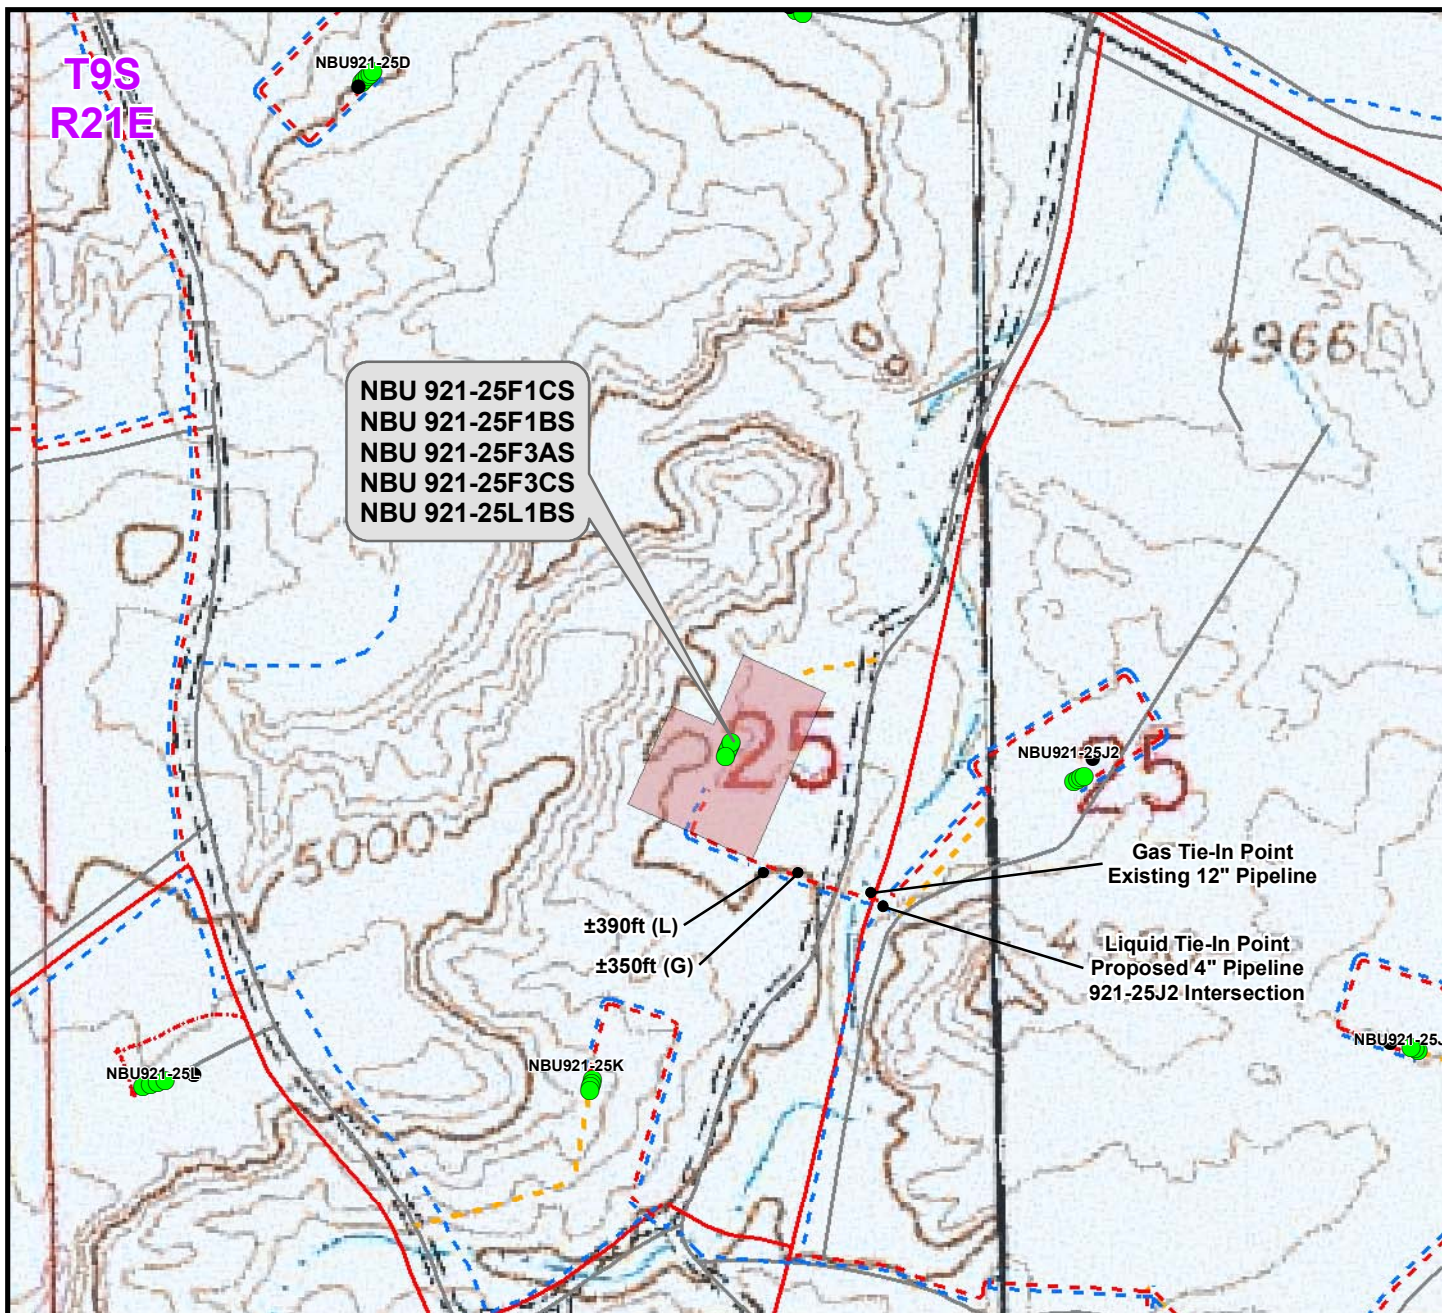 T9S
R21E
NBU921-25D
4966
NBU 921-25F1CS
NBU 921-25F1BS
NBU 921-25F3AS
NBU 921-25F3CS
NBU 921-25L1BS
25
NBU921-25J2
25
5000
Gas Tie-In Point
Existing 12" Pipeline
±390ft (L)
±350ft (G)
Liquid Tie-In Point
Proposed 4" Pipeline
921-25J2 Intersection
NBU921-25L
NBU921-25K
NBU921-25J